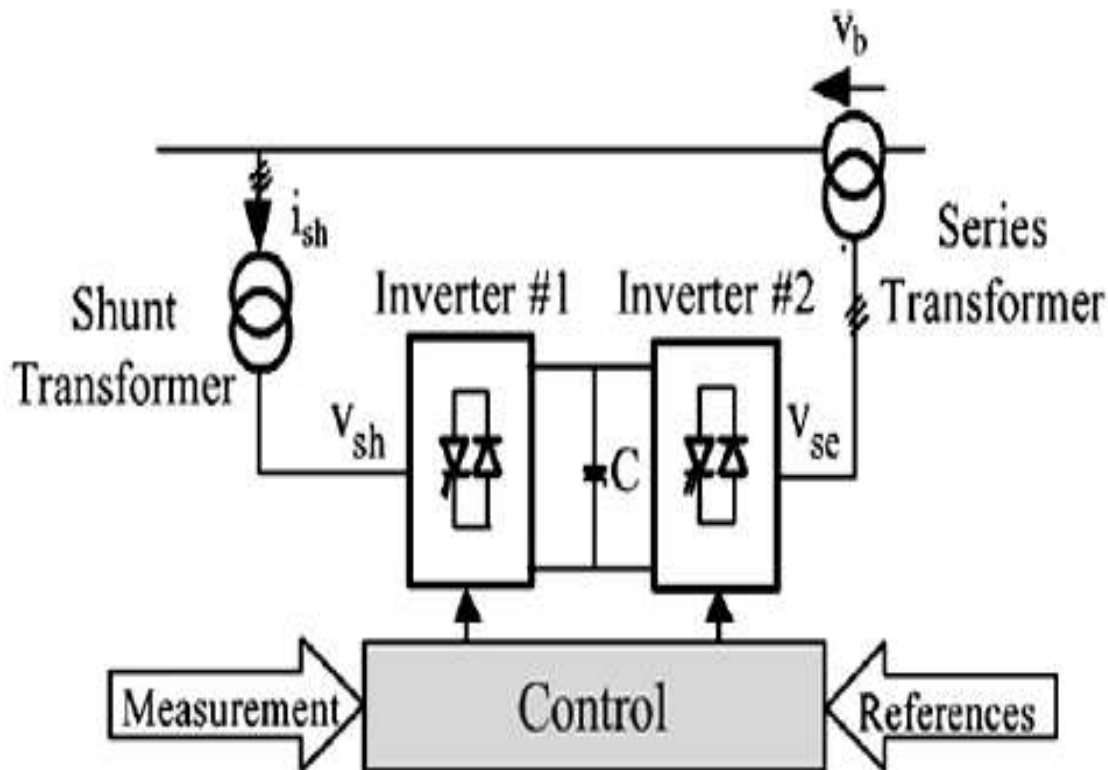 v_b
i_sh
Shunt
Transformer
Inverter #1
Inverter #2
Series
Transformer
v_sh
C
v_se
Measurement
Control
References